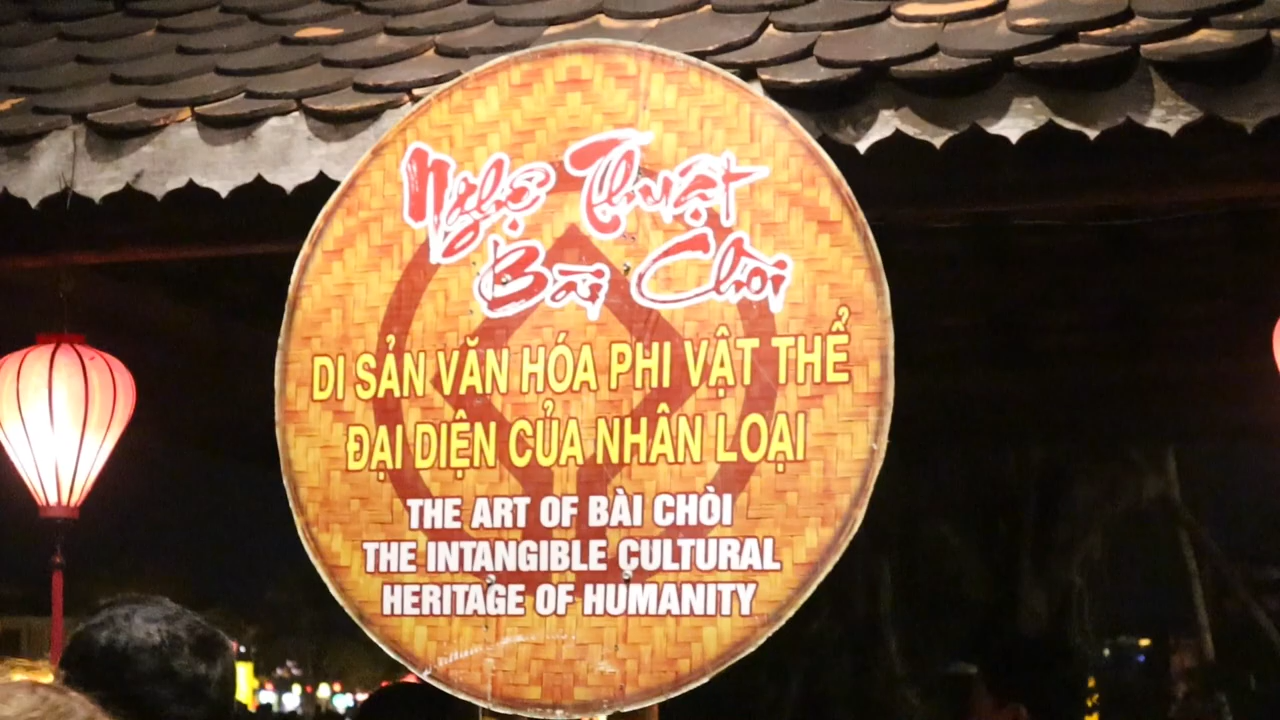 Nghệ Thuật
Bài Chòi
DI SẢN VĂN HÓA PHI VẬT THỂ
ĐẠI DIỆN CỦA NHÂN LOẠI
THE ART OF BÀI CHÒI
THE INTANGIBLE CULTURAL
HERITAGE OF HUMANITY